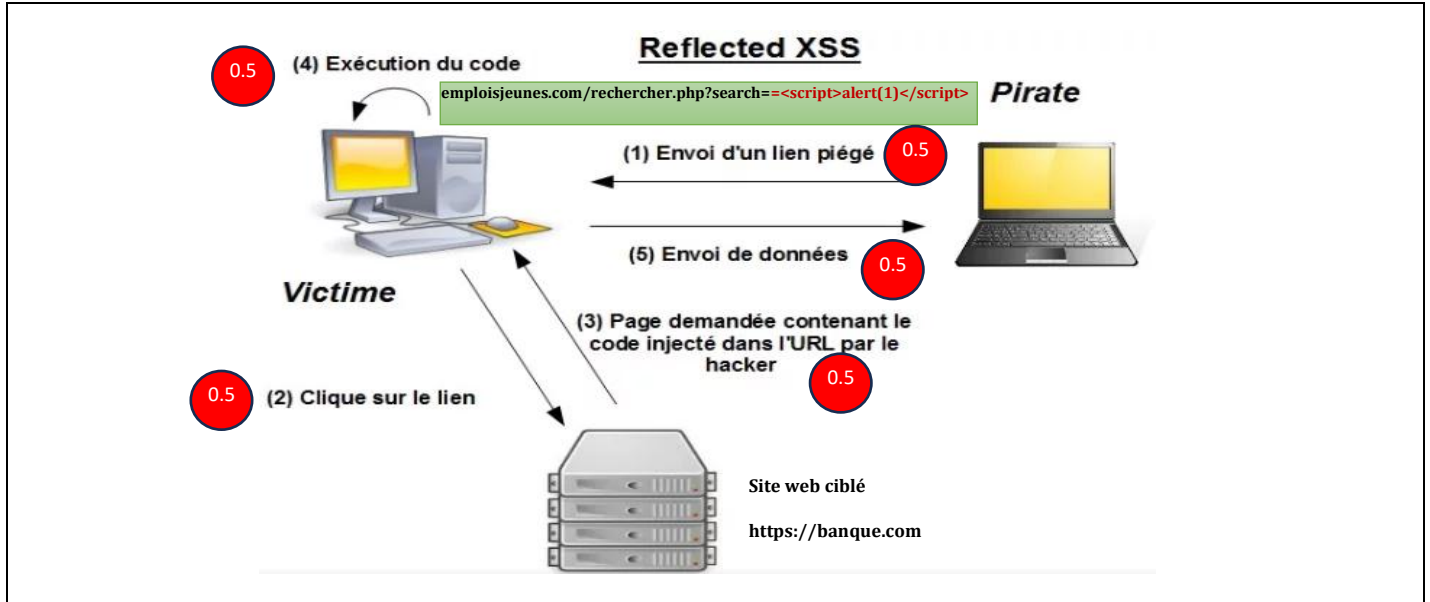 Reflected XSS
0.5
(4) Exécution du code
emploisjeunes.com/rechercher.php?search==<script>alert(1)</script>
Pirate
(1) Envoi d'un lien piégé
0.5
(5) Envoi de données
0.5
Victime
(3) Page demandée contenant le
code injecté dans l'URL par le
hacker
0.5
0.5
(2) Clique sur le lien
Site web ciblé
https://banque.com